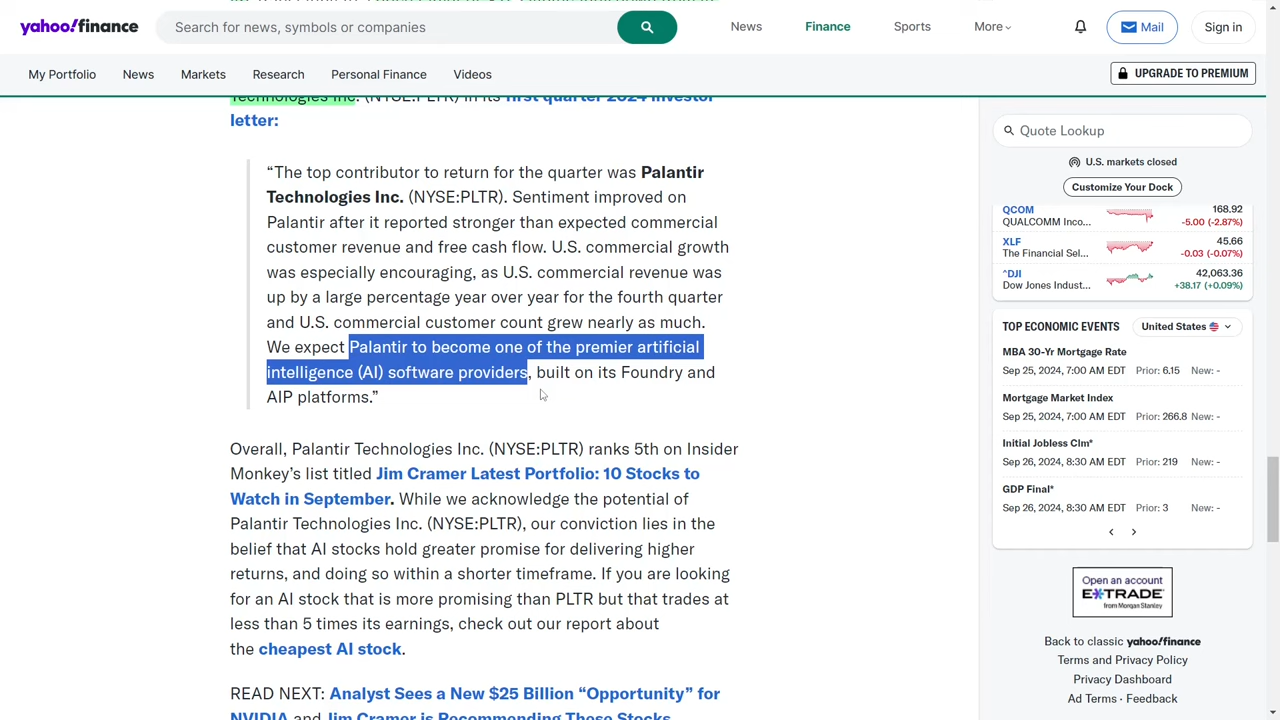 yahoo!finance
Search for news, symbols or companies
News
Finance
Sports
More
Mail
Sign in
My Portfolio
News
Markets
Research
Personal Finance
Videos
UPGRADE TO PREMIUM
Technologies Inc. (NYSE:PLTR) in its first quarter 2024 investor
letter:
“The top contributor to return for the quarter was Palantir
Technologies Inc. (NYSE:PLTR). Sentiment improved on
Palantir after it reported stronger than expected commercial
customer revenue and free cash flow. U.S. commercial growth
was especially encouraging, as U.S. commercial revenue was
up by a large percentage year over year for the fourth quarter
and U.S. commercial customer count grew nearly as much.
We expect Palantir to become one of the premier artificial
intelligence (AI) software providers, built on its Foundry and
AIP platforms.”
Overall, Palantir Technologies Inc. (NYSE:PLTR) ranks 5th on Insider
Monkey’s list titled Jim Cramer Latest Portfolio: 10 Stocks to
Watch in September. While we acknowledge the potential of
Palantir Technologies Inc. (NYSE:PLTR), our conviction lies in the
belief that AI stocks hold greater promise for delivering higher
returns, and doing so within a shorter timeframe. If you are looking
for an AI stock that is more promising than PLTR but that trades at
less than 5 times its earnings, check out our report about
the cheapest AI stock.
READ NEXT: Analyst Sees a New $25 Billion “Opportunity” for
NVIDIA and Jim Cramer is Recommending These Stocks
Quote Lookup
U.S. markets closed
Customize Your Dock
QCOM 168.92
QUALCOMM Inco... -5.00 (-2.87%)
XLF 45.66
The Financial Sel... -0.03 (-0.07%)
^DJI 42,063.36
Dow Jones Indust... +38.17 (+0.09%)
TOP ECONOMIC EVENTS
United States
MBA 30-Yr Mortgage Rate
Sep 25, 2024, 7:00 AM EDT Prior: 6.15 New: -
Mortgage Market Index
Sep 25, 2024, 7:00 AM EDT Prior: 266.8 New: -
Initial Jobless Clm*
Sep 26, 2024, 8:30 AM EDT Prior: 219 New: -
GDP Final*
Sep 26, 2024, 8:30 AM EDT Prior: 3 New: -
Open an account
E*TRADE
from Morgan Stanley
Back to classic yahoo!finance
Terms and Privacy Policy
Privacy Dashboard
Ad Terms · Feedback